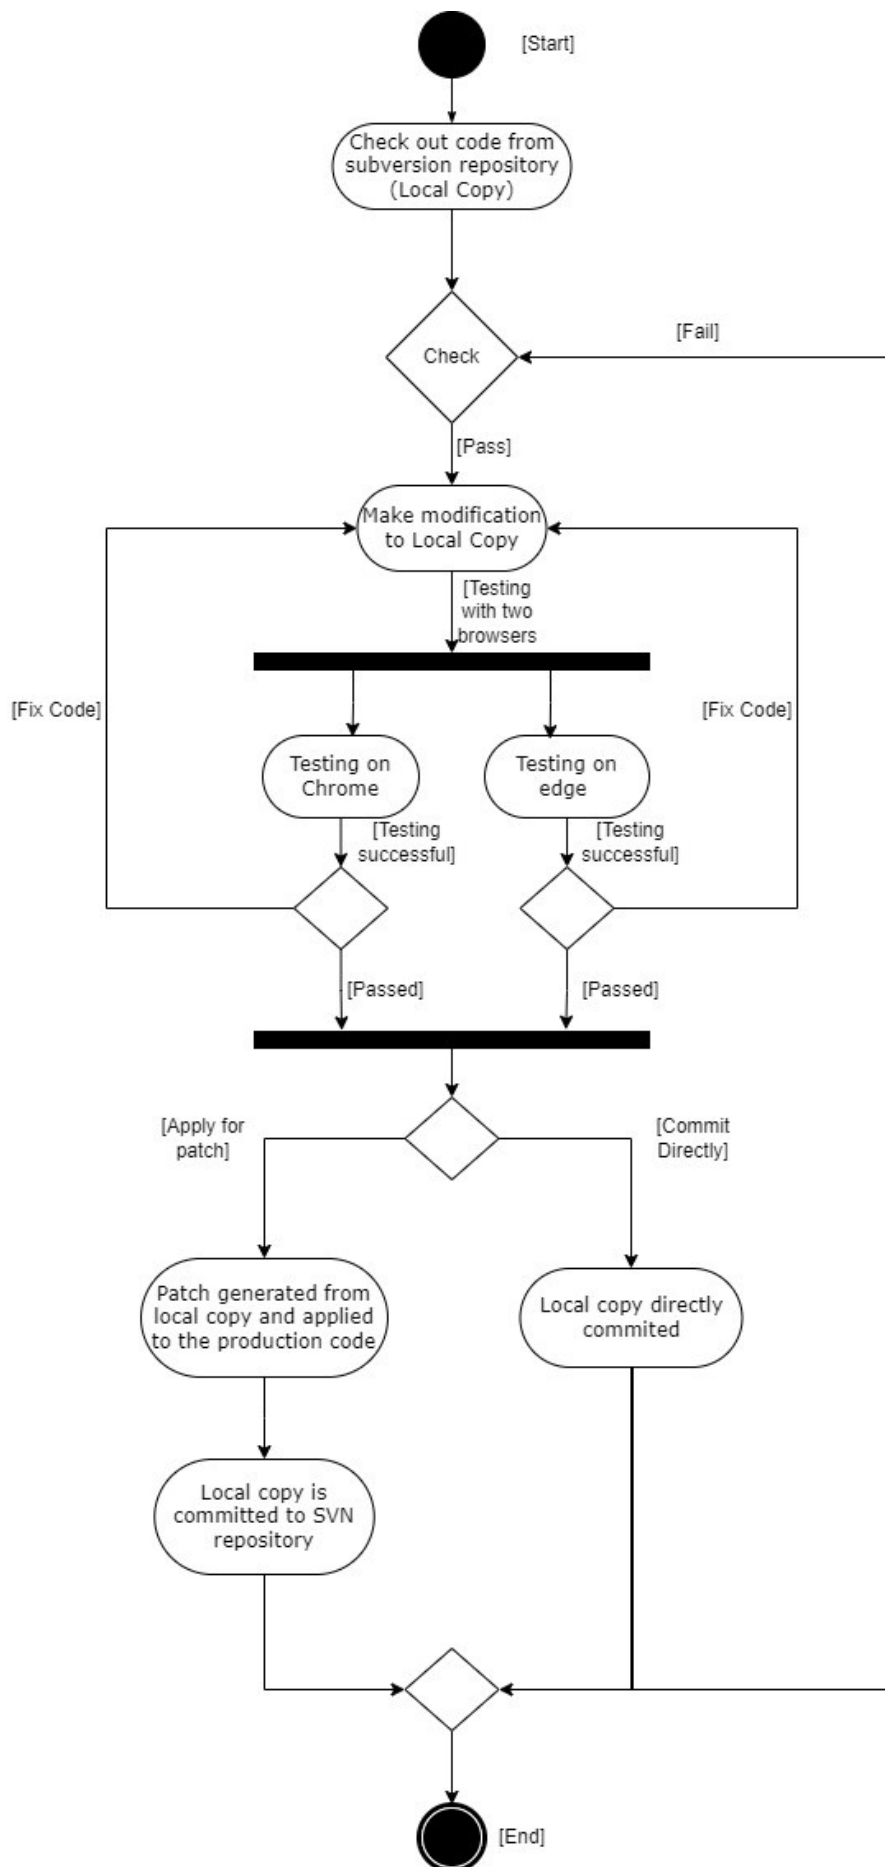 [Start]
Check out code from
subversion repository
(Local Copy)
[Fail]
Check
[Pass]
Make modification
to Local Copy
[Testing
with two
browsers
[Fix Code]
[Fix Code]
Testing on
Chrome
Testing on
edge
[Testing
successful]
[Testing
successful]
[Passed]
[Passed]
[Apply for
patch]
[Commit
Directly]
Patch generated from
local copy and applied
to the production code
Local copy directly
commited
Local copy is
committed to SVN
repository
[End]